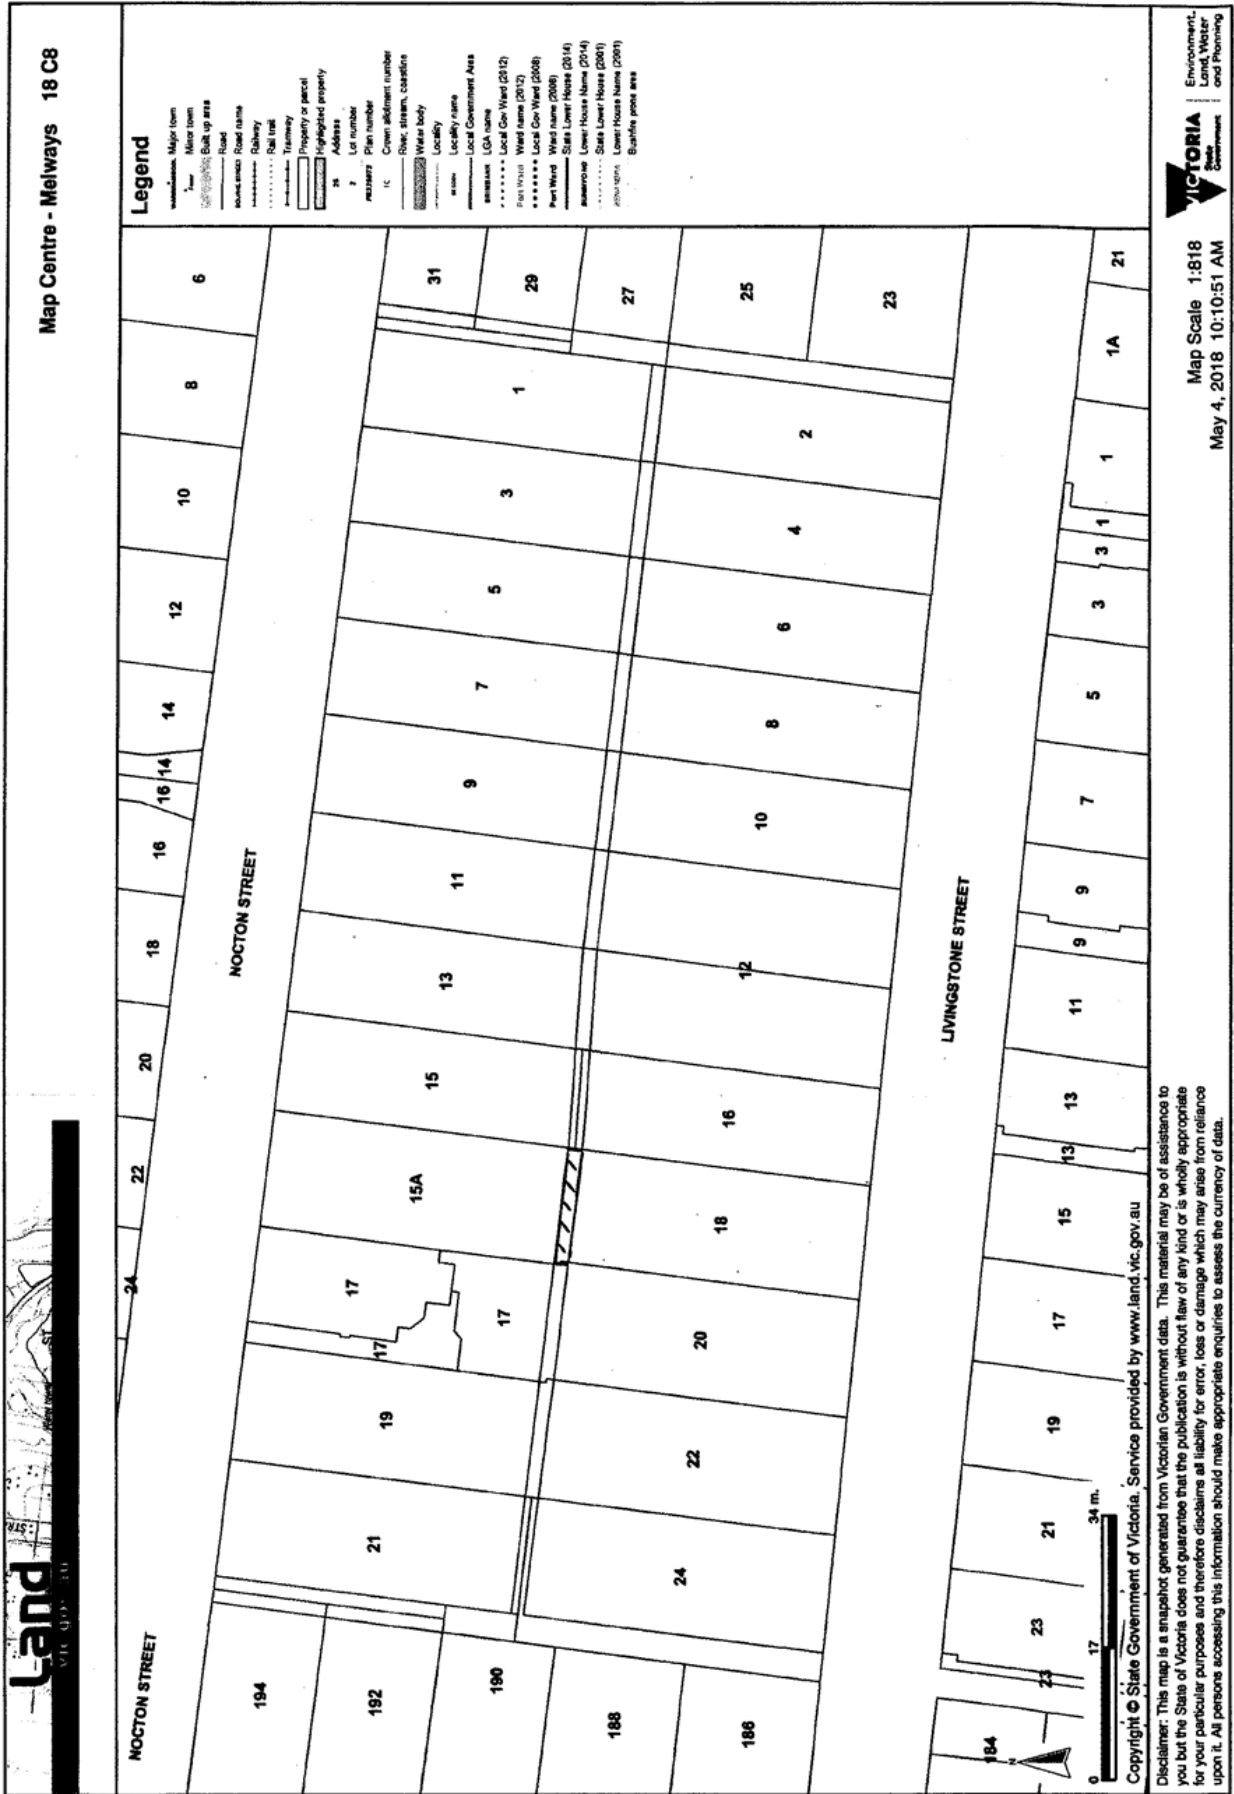 Land
Map Centre - Melways 18 C8
STR
ST
Legend
Major town
Minor town
Built up area
Road
Road name
Railway
Rail trail
Tramway
Property or parcel
Highlighted property
26 Address
2 Lot number
Plan number
1C Crown allotment number
River, stream, coastline
Water body
Locality
Locality name
Local Government Area
BRIMBANK LGA name
Local Gov Ward (2012)
Port Ward Ward name (2012)
Local Gov Ward (2008)
Port Ward Ward name (2008)
State Lower House (2014)
Lower House Name (2014)
State Lower House (2001)
Lower House Name (2001)
Bushfire prone area
24
22
20
18
16
16
14
14
12
10
8
6
NOCTON STREET
NOCTON STREET
194
192
190
188
186
184
21
19
17
17
17
15A
15
13
11
9
7
5
3
1
31
29
27
25
23
24
22
20
18
16
12
10
8
6
4
2
LIVINGSTONE STREET
23
23
21
19
17
15
13
13
11
9
9
7
5
3
3
1
1
1A
21
N
0 17 34 m.
Copyright © State Government of Victoria. Service provided by www.land.vic.gov.au
Disclaimer: This map is a snapshot generated from Victorian Government data. This material may be of assistance to
you but the State of Victoria does not guarantee that the publication is without flaw of any kind or is wholly appropriate
for your particular purposes and therefore disclaims all liability for error, loss or damage which may arise from reliance
upon it. All persons accessing this information should make appropriate enquiries to assess the currency of data.
Map Scale 1:818
May 4, 2018 10:10:51 AM
VICTORIA
State
Government
Environment,
Land, Water
and Planning